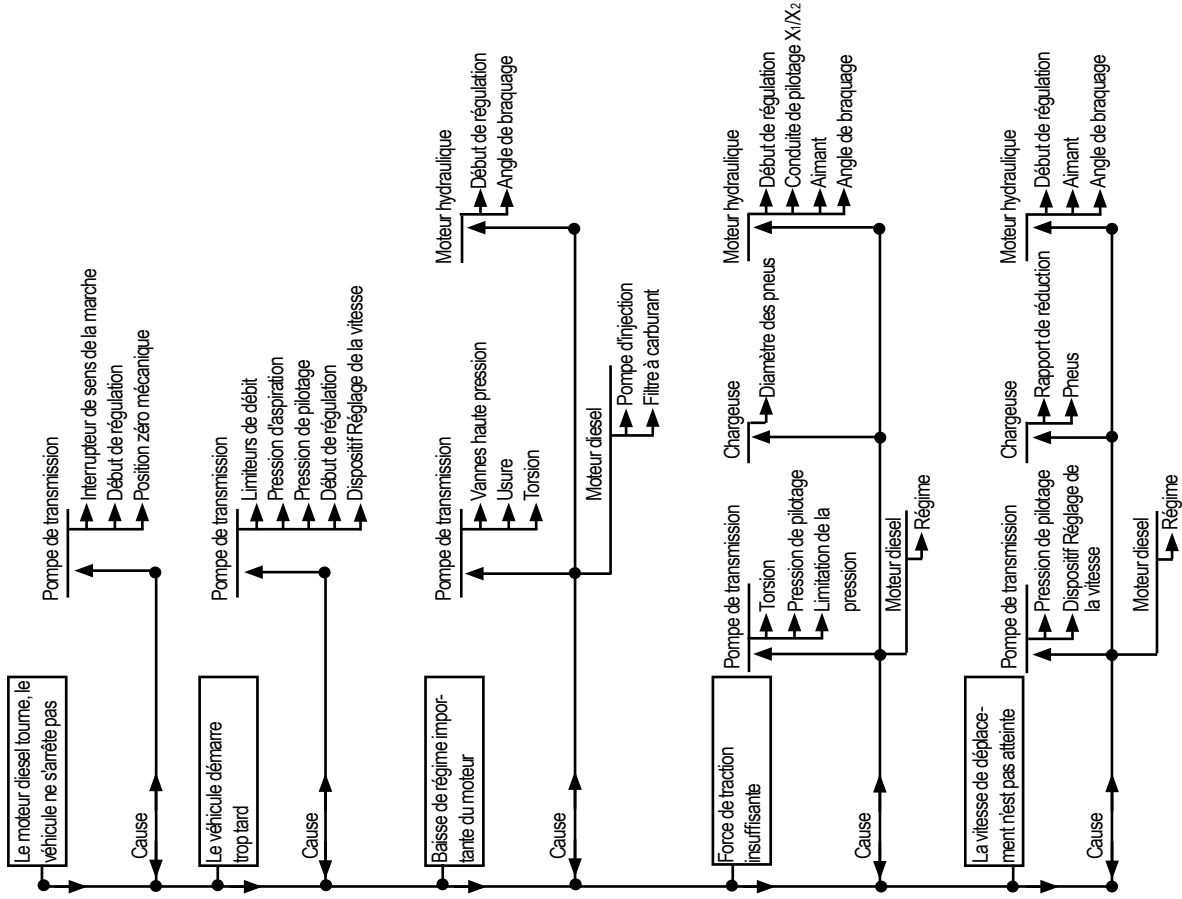 Le moteur diesel tourne, le
véhicule ne s'arrête pas
Cause
Pompe de transmission
Interrupteur de sens de la marche
Début de régulation
Position zéro mécanique
Le véhicule démarre
trop tard
Cause
Pompe de transmission
Limiteurs de débit
Pression d'aspiration
Pression de pilotage
Début de régulation
Dispositif Réglage de la vitesse
Baisse de régime impor-
tante du moteur
Cause
Pompe de transmission
Vannes haute pression
Usure
Torsion
Moteur diesel
Pompe d'injection
Filtre à carburant
Moteur hydraulique
Début de régulation
Angle de braquage
Force de traction
insuffisante
Cause
Pompe de transmission
Torsion
Pression de pilotage
Limitation de la
pression
Moteur diesel
Régime
Chargeuse
Diamètre des pneus
Moteur hydraulique
Début de régulation
Conduite de pilotage X1/X2
Aimant
Angle de braquage
La vitesse de déplace-
ment n'est pas atteinte
Cause
Pompe de transmission
Pression de pilotage
Dispositif Réglage de
la vitesse
Moteur diesel
Régime
Chargeuse
Rapport de réduction
Pneus
Moteur hydraulique
Début de régulation
Aimant
Angle de braquage